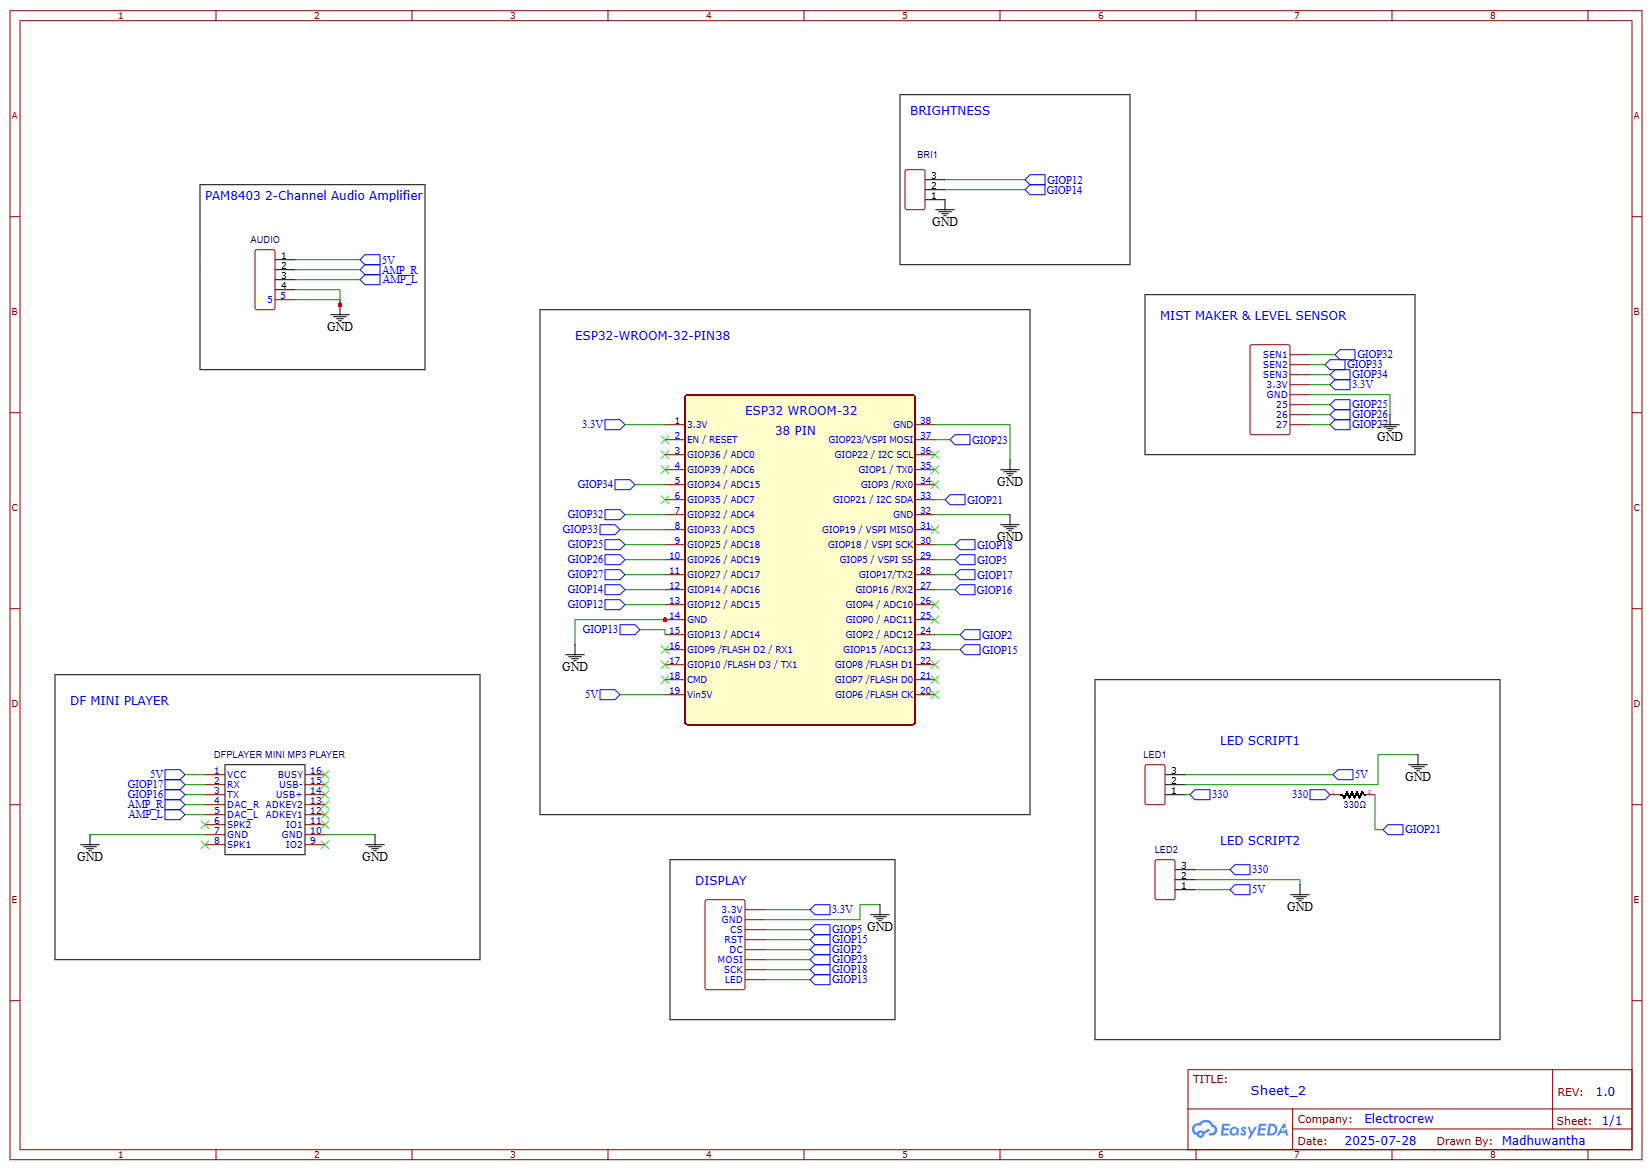 1 2 3 4 5 6 7 8
A A
BRIGHTNESS
BRI1
3 GIOP12
2 GIOP14
1
GND
PAM8403 2-Channel Audio Amplifier
AUDIO
1 5V
2 AMP_R
3 AMP_L
4
5 5
GND
B B
MIST MAKER & LEVEL SENSOR
SEN1 GIOP32
SEN2 GIOP33
SEN3 GIOP34
3.3V 3.3V
GND
25 GIOP25
26 GIOP26
27 GIOP27
GND
ESP32-WROOM-32-PIN38
ESP32 WROOM-32
38 PIN
3.3V 1 3.3V GND 38
2 EN / RESET GIOP23/VSPI MOSI 37 GIOP23
3 GIOP36 / ADC0 GIOP22 / I2C SCL 36
4 GIOP39 / ADC6 GIOP1 / TX0 35
GND
GIOP34 5 GIOP34 / ADC15 GIOP3 /RX0 34
6 GIOP35 / ADC7 GIOP21 / I2C SDA 33 GIOP21
GIOP32 7 GIOP32 / ADC4 GND 32
GIOP33 8 GIOP33 / ADC5 GIOP19 / VSPI MISO 31
GND
GIOP25 9 GIOP25 / ADC18 GIOP18 / VSPI SCK 30 GIOP18
GIOP26 10 GIOP26 / ADC19 GIOP5 / VSPI SS 29 GIOP5
GIOP27 11 GIOP27 / ADC17 GIOP17/TX2 28 GIOP17
GIOP14 12 GIOP14 / ADC16 GIOP16 /RX2 27 GIOP16
GIOP12 13 GIOP12 / ADC15 GIOP4 / ADC10 26
14 GND GIOP0 / ADC11 25
GIOP13 15 GIOP13 / ADC14 GIOP2 / ADC12 24 GIOP2
16 GIOP9 /FLASH D2 / RX1 GIOP15 /ADC13 23 GIOP15
17 GIOP10 /FLASH D3 / TX1 GIOP8 /FLASH D1 22
GND
18 CMD GIOP7 /FLASH D0 21
5V 19 Vin5V GIOP6 /FLASH CK 20
C C
DF MINI PLAYER
DFPLAYER MINI MP3 PLAYER
5V 1 VCC BUSY 16
GIOP17 2 RX USB- 15
GIOP16 3 TX USB+ 14
AMP_R 4 DAC_R ADKEY2 13
AMP_L 5 DAC_L ADKEY1 12
6 SPK2 IO1 11
7 GND GND 10
8 SPK1 IO2 9
GND GND
D D
LED SCRIPT1
LED1
3 5V
2
1 330
GND
330 1 2
330Ω
GIOP21
LED SCRIPT2
LED2
3 330
2
1 5V
GND
DISPLAY
3.3V 3.3V
GND
GND
CS GIOP5
RST GIOP15
DC GIOP2
MOSI GIOP23
SCK GIOP18
LED GIOP13
E E
TITLE:
Sheet_2
REV: 1.0
EasyEDA
Company: Electrocrew
Sheet: 1/1
Date: 2025-07-28 Drawn By: Madhuwantha
1 2 3 4 5 6 7 8